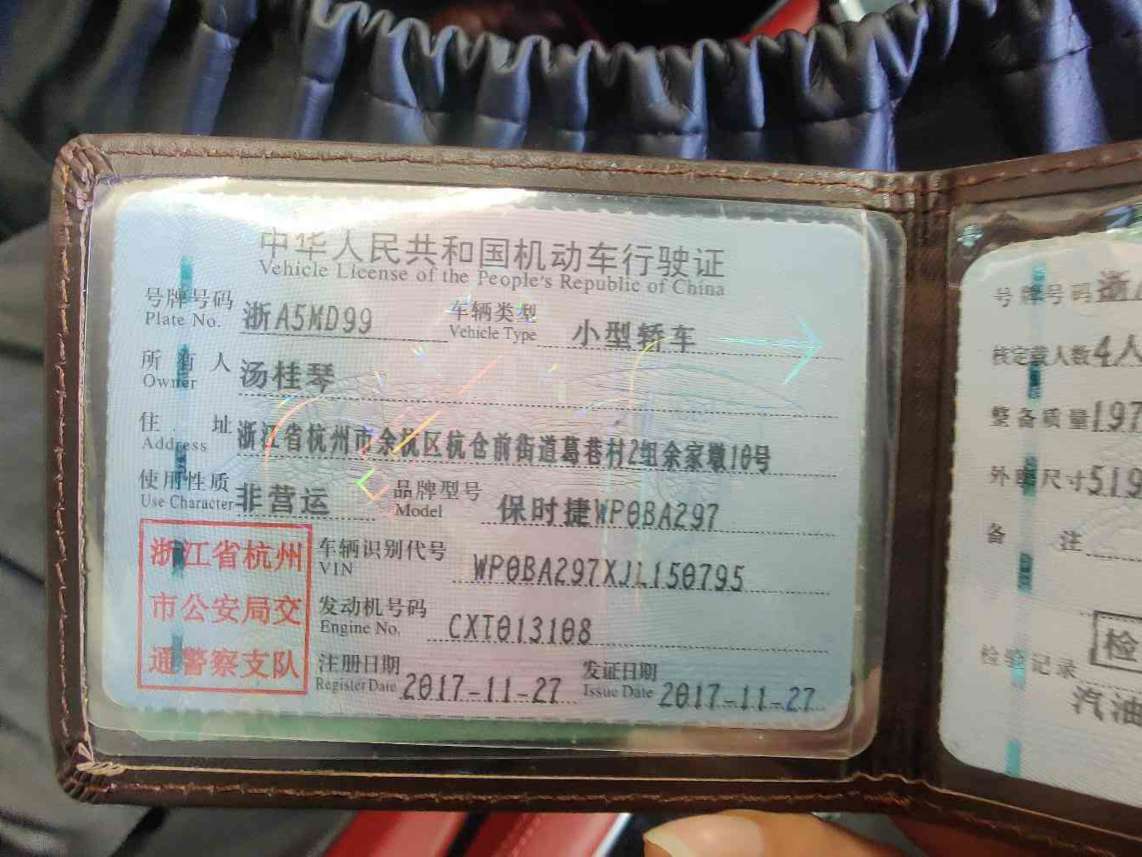 中华人民共和国机动车行驶证
Vehicle License of the People's Republic of China
号牌号码 浙A5MD99 车辆类型 小型轿车
Plate No. Vehicle Type
所有人 汤桂琴
Owner
住址 浙江省杭州市余杭区杭仓前街道葛巷村2组余家墩10号
Address
使用性质 非营运 品牌型号 保时捷WP0BA297
Use Character Model
浙江省杭州
市公安局交
通警察支队
车辆识别代号 WP0BA297XJL150795
VIN
发动机号码 CXT013108
Engine No.
注册日期 2017-11-27 发证日期 2017-11-27
Register Date Issue Date
号牌号码 浙
核定载人数 4人
整备质量 197
外廓尺寸 519
备注
检
检验记录
汽油